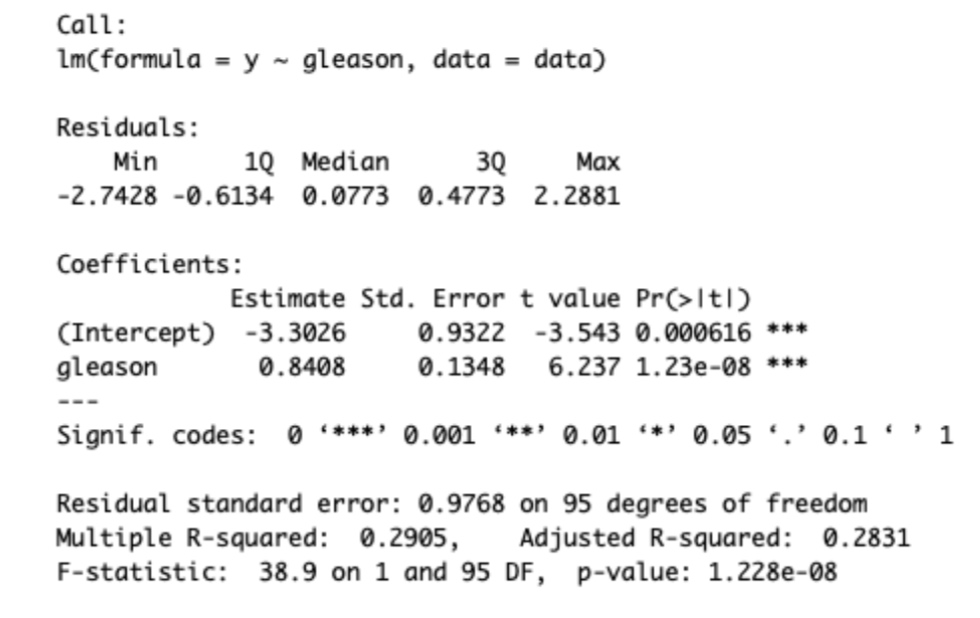 Call:
lm(formula = y ~ gleason, data = data)
Residuals:
Min 1Q Median 3Q Max
-2.7428 -0.6134 0.0773 0.4773 2.2881
Coefficients:
Estimate Std. Error t value Pr(>|t|)
(Intercept) -3.3026 0.9322 -3.543 0.000616 ***
gleason 0.8408 0.1348 6.237 1.23e-08 ***
---
Signif. codes: 0 ‘***’ 0.001 ‘**’ 0.01 ‘*’ 0.05 ‘.’ 0.1 ‘ ’ 1
Residual standard error: 0.9768 on 95 degrees of freedom
Multiple R-squared: 0.2905, Adjusted R-squared: 0.2831
F-statistic: 38.9 on 1 and 95 DF, p-value: 1.228e-08